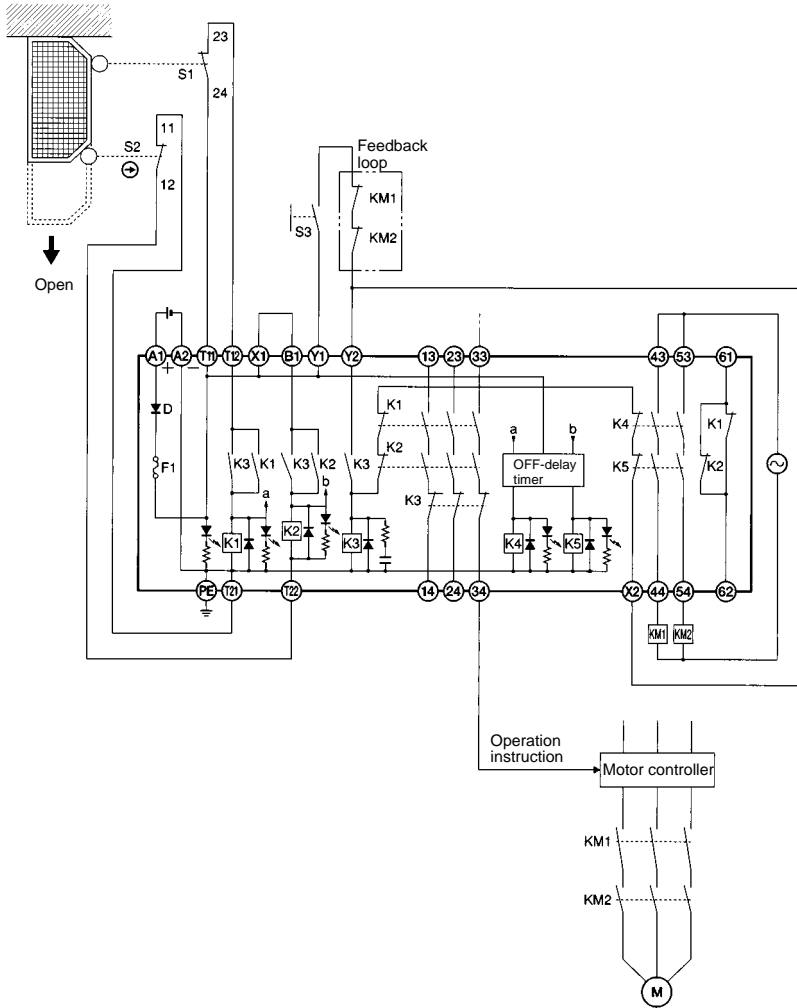 23
S1
24
11
S2
12
Open
Feedback
loop
KM1
KM2
S3
A1 A2 T11 T12 X1 B1 Y1 Y2 13 23 33 43 53 61
+ −
D
F1
K3 K1 K3 K2 K3
a b
K1
K2
K3
a b
OFF-delay
timer
K4 K1
K5 K2
K1 K2 K3 K4 K5
PE T21 T22 14 24 34 X2 44 54 62
KM1 KM2
Operation
instruction
Motor controller
KM1
KM2
M